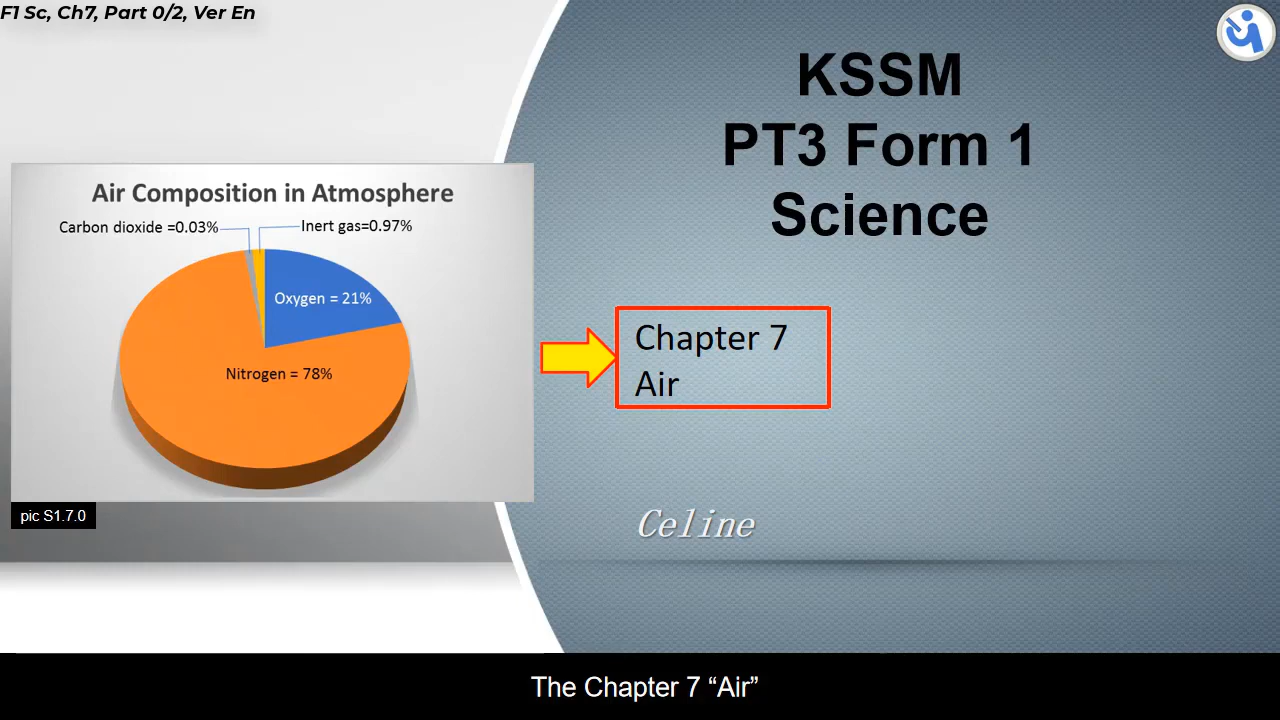 F1 Sc, Ch7, Part 0/2, Ver En
KSSM
PT3 Form 1
Science
Air Composition in Atmosphere
Carbon dioxide =0.03%
Inert gas=0.97%
Oxygen = 21%
Nitrogen = 78%
Chapter 7
Air
pic S1.7.0
Celine
The Chapter 7 “Air”